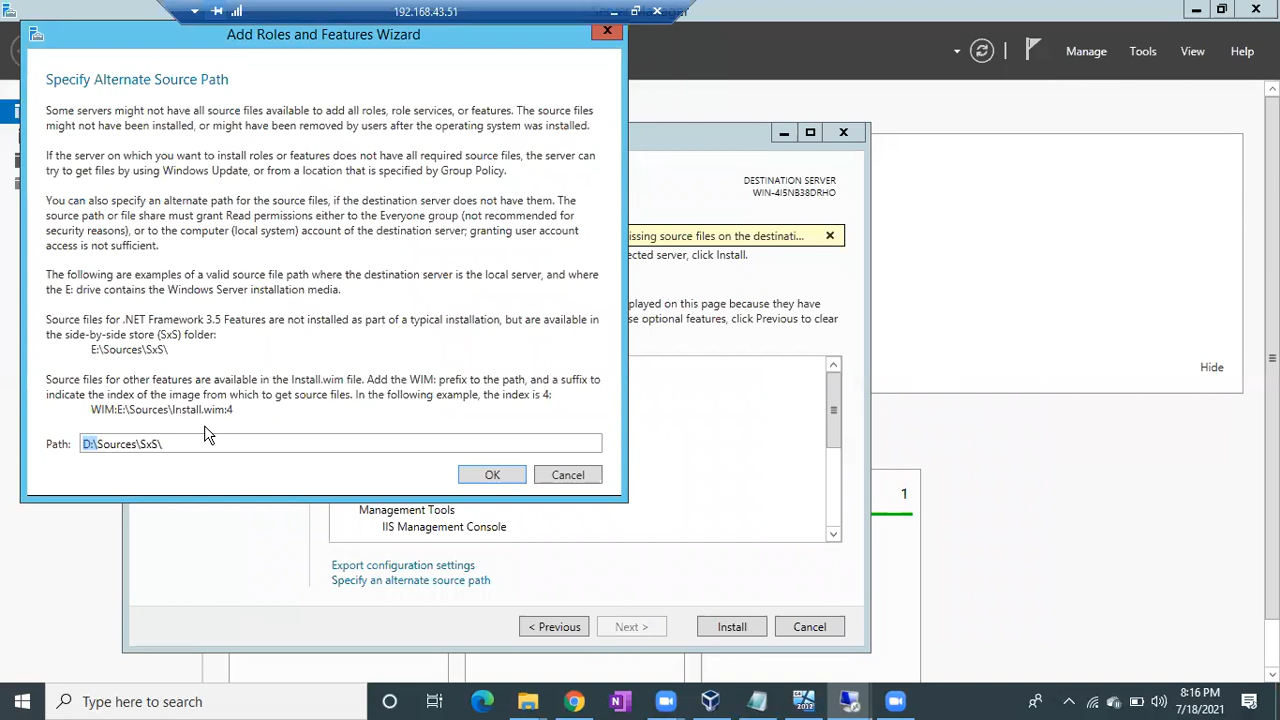 192.168.43.51
Add Roles and Features Wizard
Manage
Tools
View
Help
Specify Alternate Source Path
Some servers might not have all source files available to add all roles, role services, or features. The source files
might not have been installed, or might have been removed by users after the operating system was installed.
If the server on which you want to install roles or features does not have all required source files, the server can
try to get files by using Windows Update, or from a location that is specified by Group Policy.
You can also specify an alternate path for the source files, if the destination server does not have them. The
source path or file share must grant Read permissions either to the Everyone group (not recommended for
security reasons), or to the computer (local system) account of the destination server; granting user account
access is not sufficient.
The following are examples of a valid source file path where the destination server is the local server, and where
the E: drive contains the Windows Server installation media.
Source files for .NET Framework 3.5 Features are not installed as part of a typical installation, but are available in
the side-by-side store (SxS) folder:
E:\Sources\SxS\
Source files for other features are available in the Install.wim file. Add the WIM: prefix to the path, and a suffix to
indicate the index of the image from which to get source files. In the following example, the index is 4:
WIM:E:\Sources\Install.wim:4
Path: D:\Sources\SxS\
OK
Cancel
DESTINATION SERVER
WIN-4I5NB38DRHO
issing source files on the destinati...
ected server, click Install.
played on this page because they have
se optional features, click Previous to clear
Hide
1
Management Tools
IIS Management Console
Export configuration settings
Specify an alternate source path
< Previous
Next >
Install
Cancel
Type here to search
2017
8:16 PM
7/18/2021